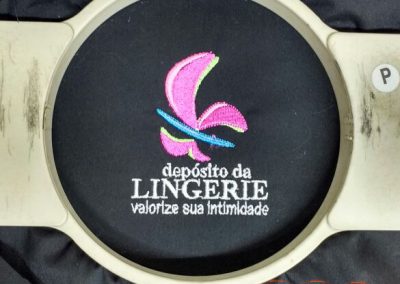 P
depósito da
LINGERIE
valorize sua intimidade